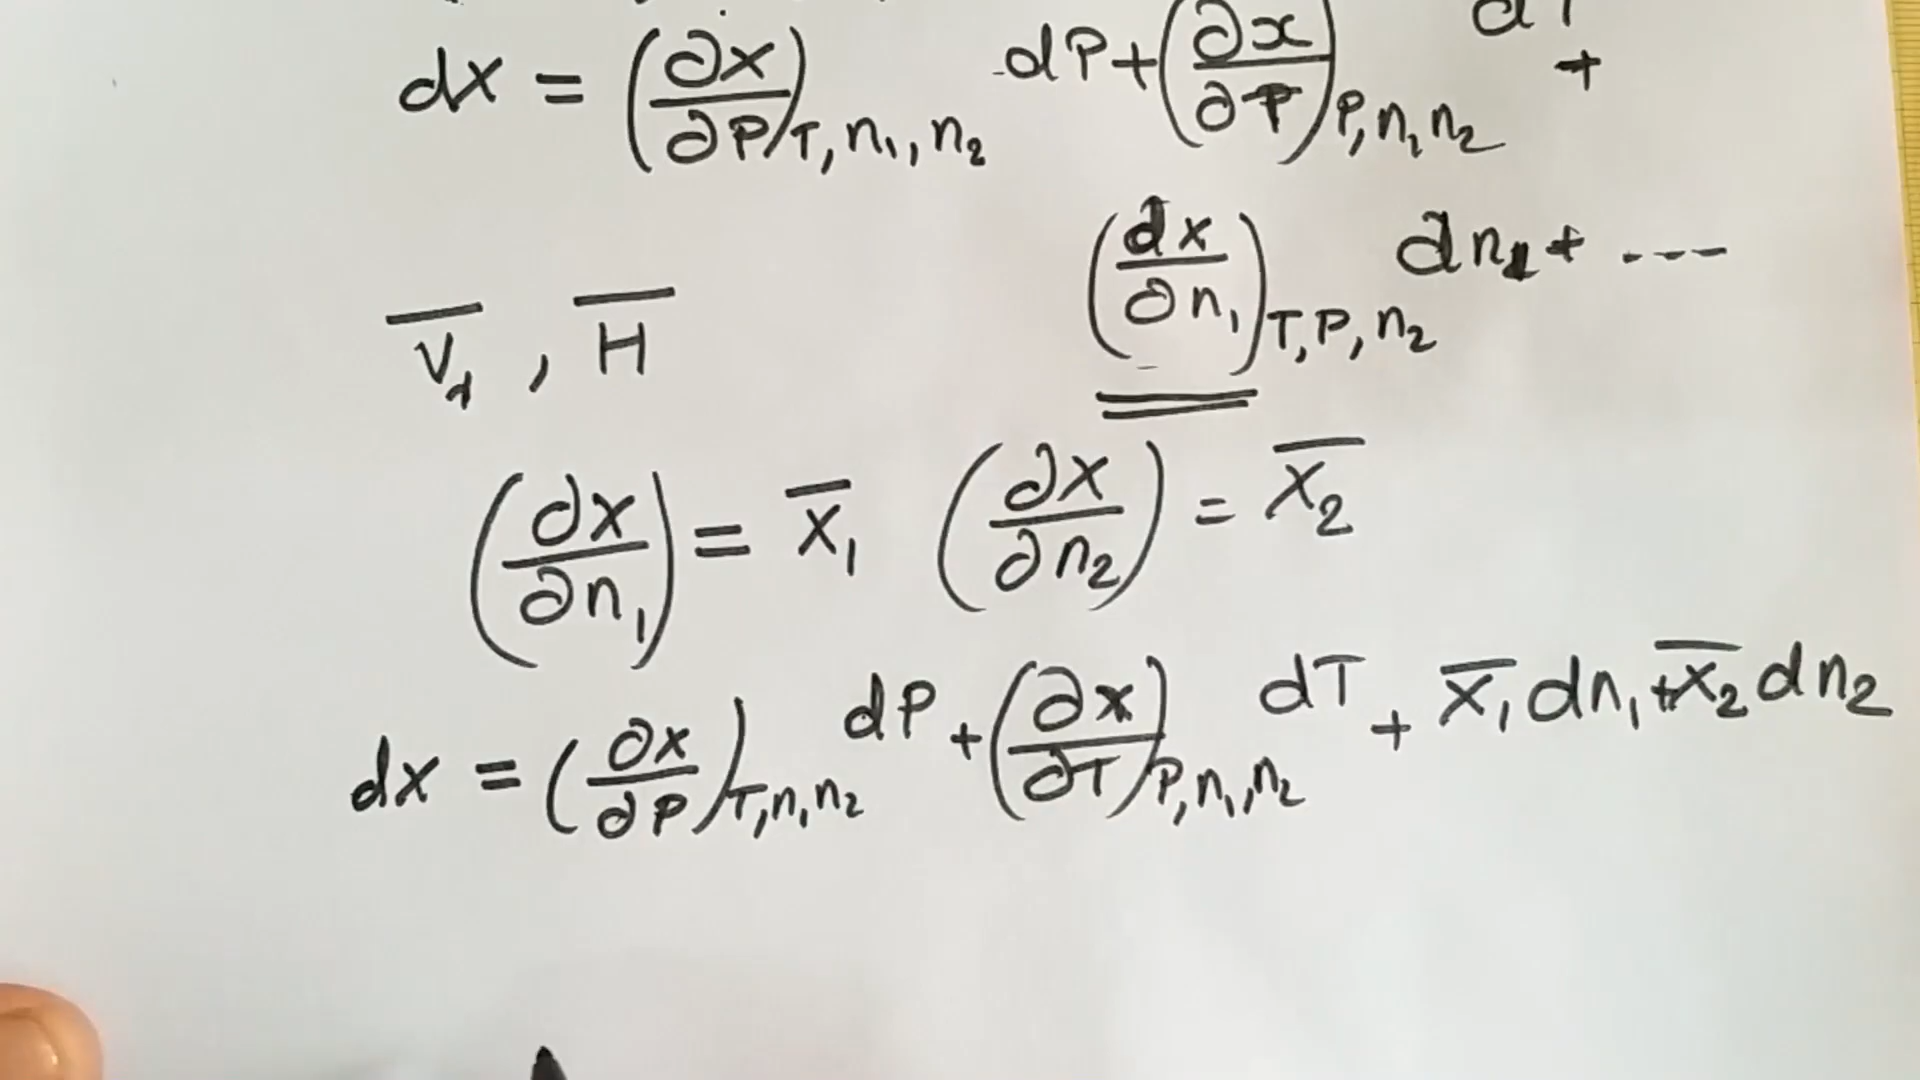 dx = (∂x/∂P)T, n₁, n₂ dP + (∂x/∂T)P, n₁ n₂ dT +
(dx/∂n₁)T, P, n₂ dn₁ + ----
V̅₁ , H̅
(∂x/∂n₁) = x̅₁ (∂x/∂n₂) = x̅₂
dx = (∂x/∂P)T, n₁ n₂ dP + (∂x/∂T)P, n₁, n₂ dT + x̅₁ dn₁ + x̅₂ dn₂